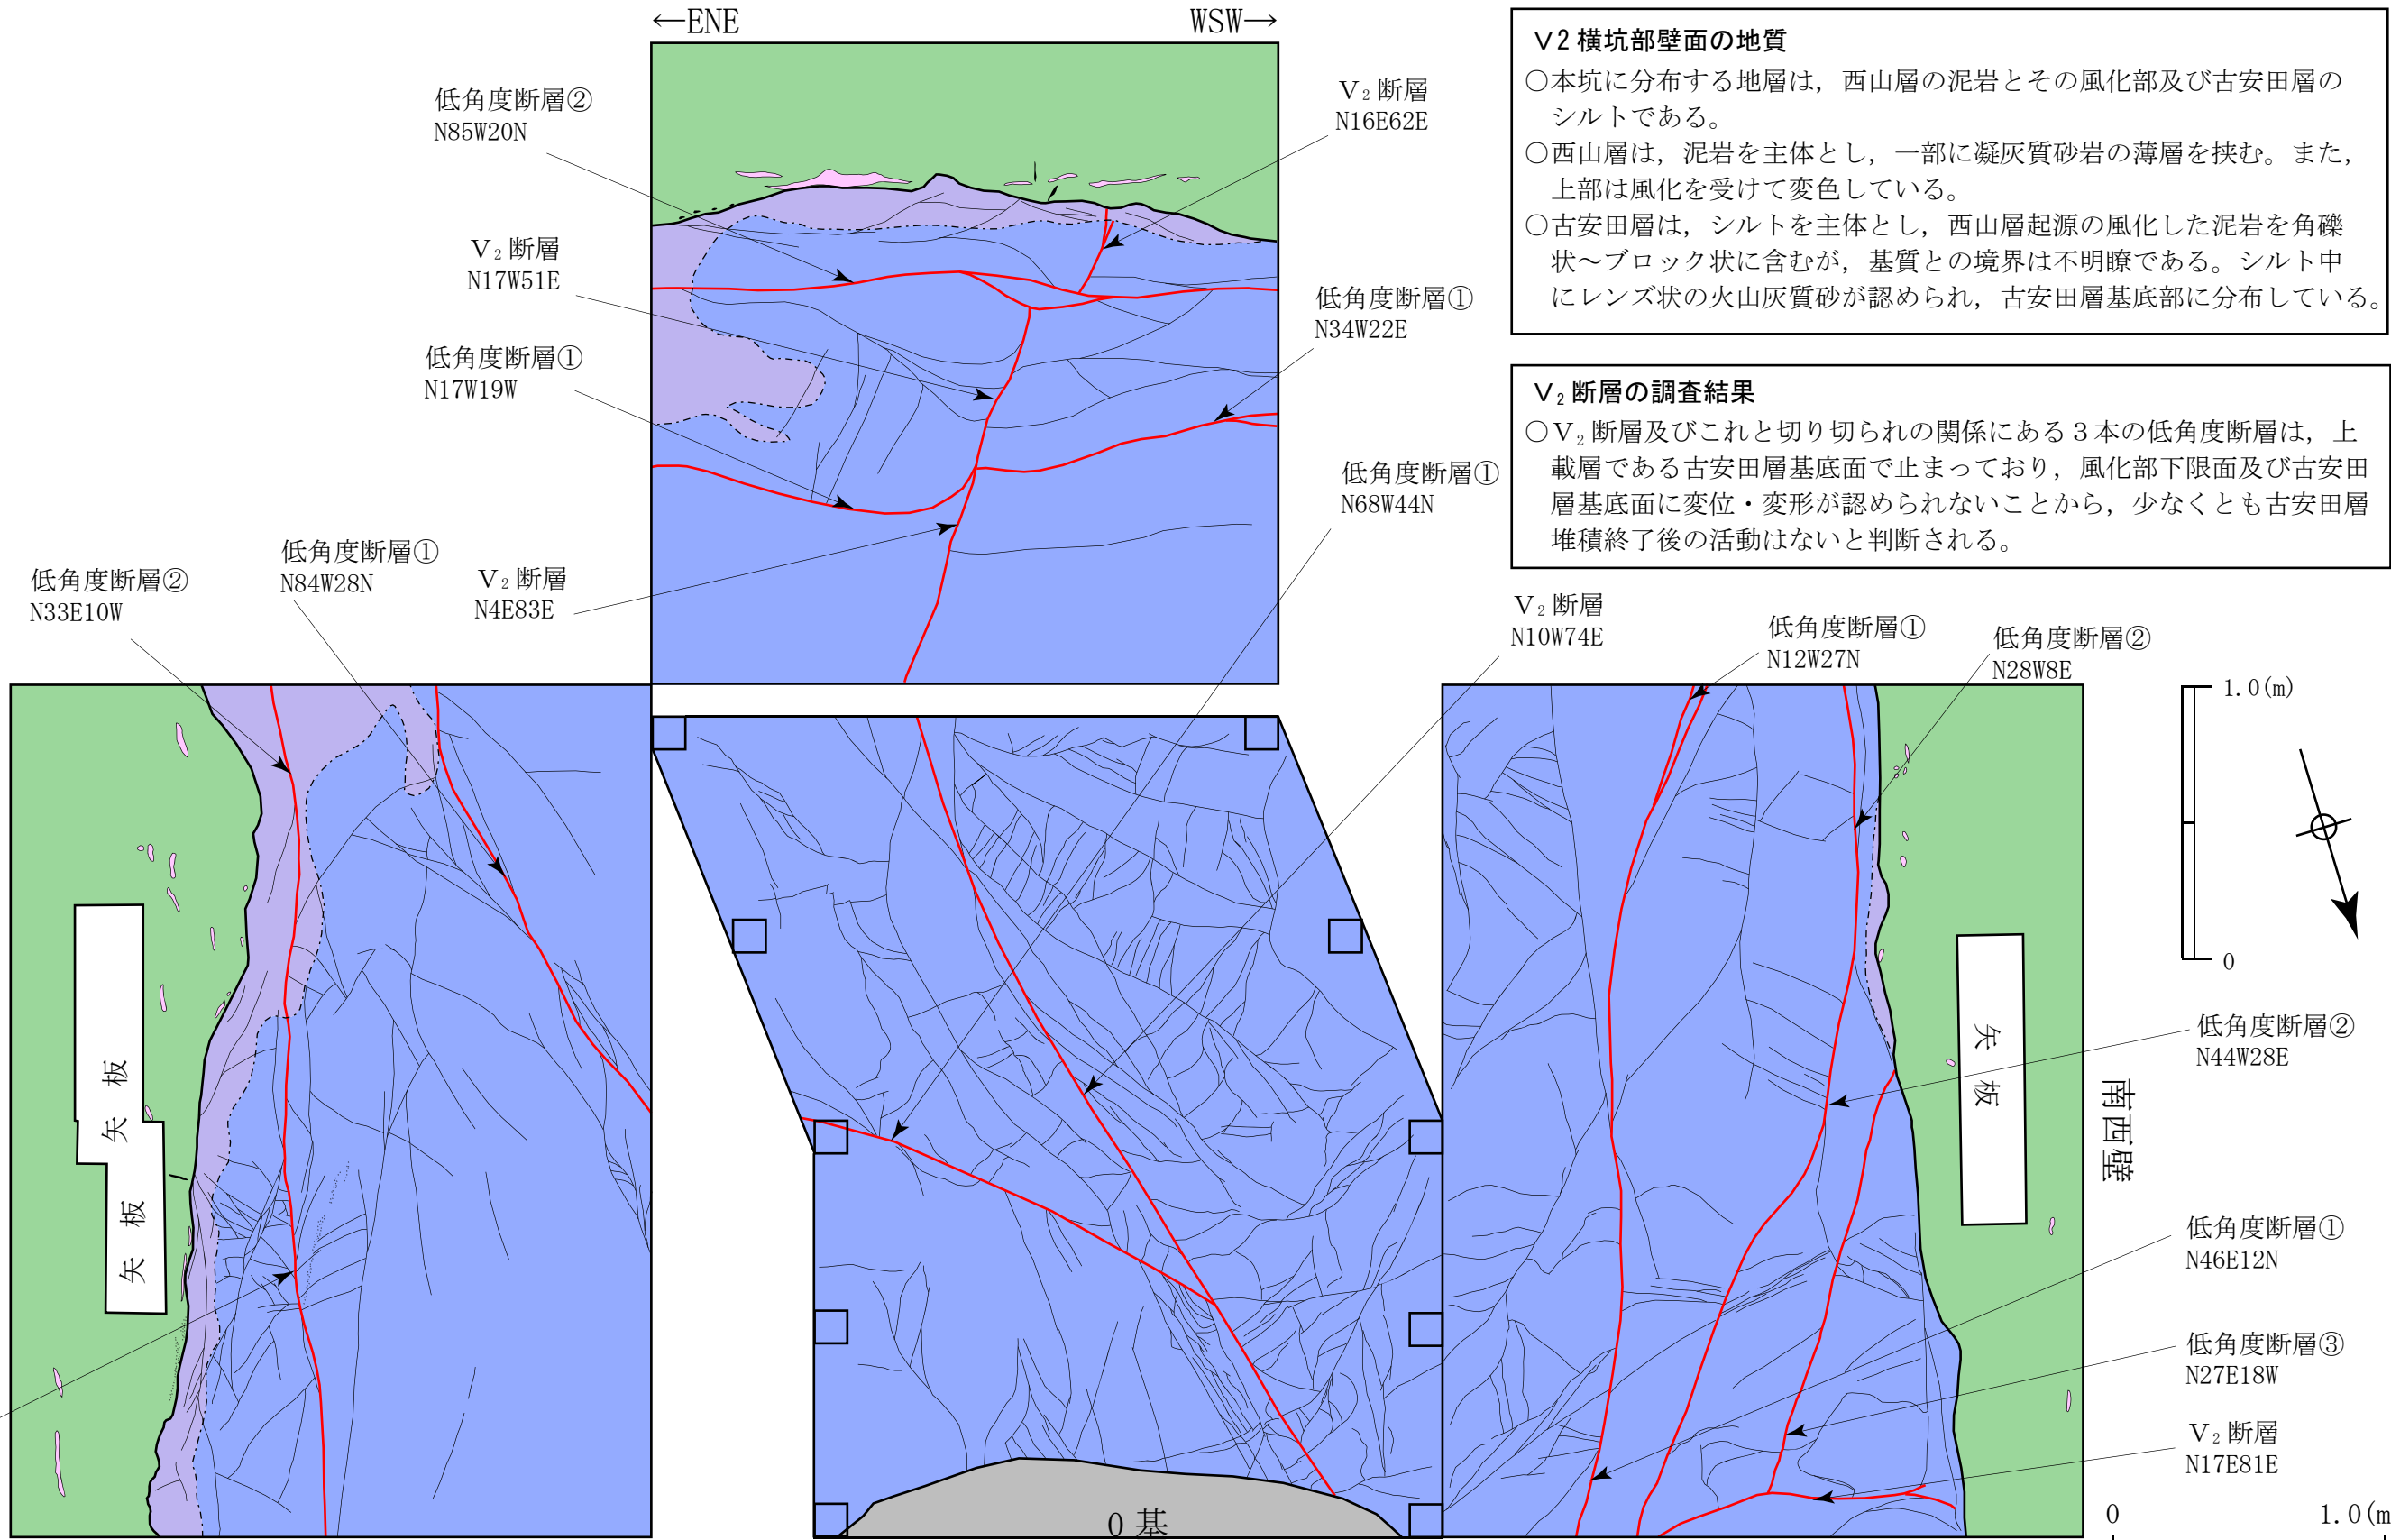 ←ENE
WSW→
Ⅴ2 横坑部壁面の地質
○本坑に分布する地層は，西山層の泥岩とその風化部及び古安田層の
シルトである。
○西山層は，泥岩を主体とし，一部に凝灰質砂岩の薄層を挟む。また，
上部は風化を受けて変色している。
○古安田層は，シルトを主体とし，西山層起源の風化した泥岩を角礫
状～ブロック状に含むが，基質との境界は不明瞭である。シルト中
にレンズ状の火山灰質砂が認められ，古安田層基底部に分布している。
Ⅴ₂断層の調査結果
○Ⅴ₂断層及びこれと切り切られの関係にある３本の低角度断層は，上
載層である古安田層基底面で止まっており，風化部下限面及び古安田
層基底面に変位・変形が認められないことから，少なくとも古安田層
堆積終了後の活動はないと判断される。
低角度断層②
N85W20N
Ⅴ₂断層
N16E62E
Ⅴ₂断層
N17W51E
低角度断層①
N34W22E
低角度断層①
N17W19W
低角度断層①
N68W44N
低角度断層②
N33E10W
低角度断層①
N84W28N
Ⅴ₂断層
N4E83E
Ⅴ₂断層
N10W74E
低角度断層①
N12W27N
低角度断層②
N28W8E
1.0(m)
0
矢板
矢板
矢板
矢板
南西壁
低角度断層②
N44W28E
低角度断層①
N46E12N
低角度断層③
N27E18W
Ⅴ₂断層
N17E81E
0基
0
1.0(m